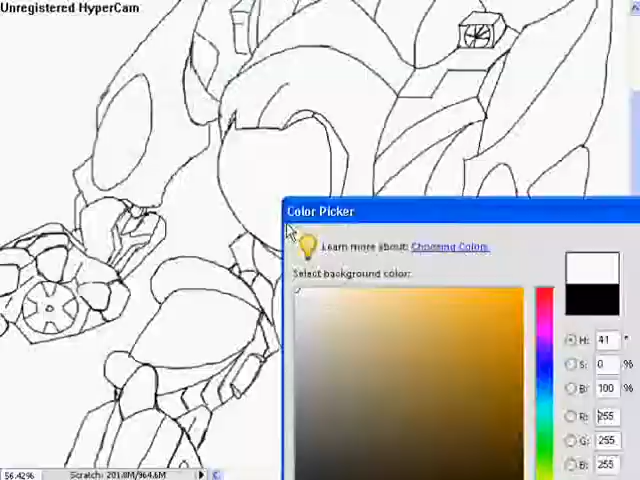 Unregistered HyperCam
Color Picker
Learn more about: Choosing Colors
Select background color:
H: 41 °
S: 0 %
B: 100 %
R: 255
G: 255
B: 255
56.42% Scratch: 201.8M/964.6M